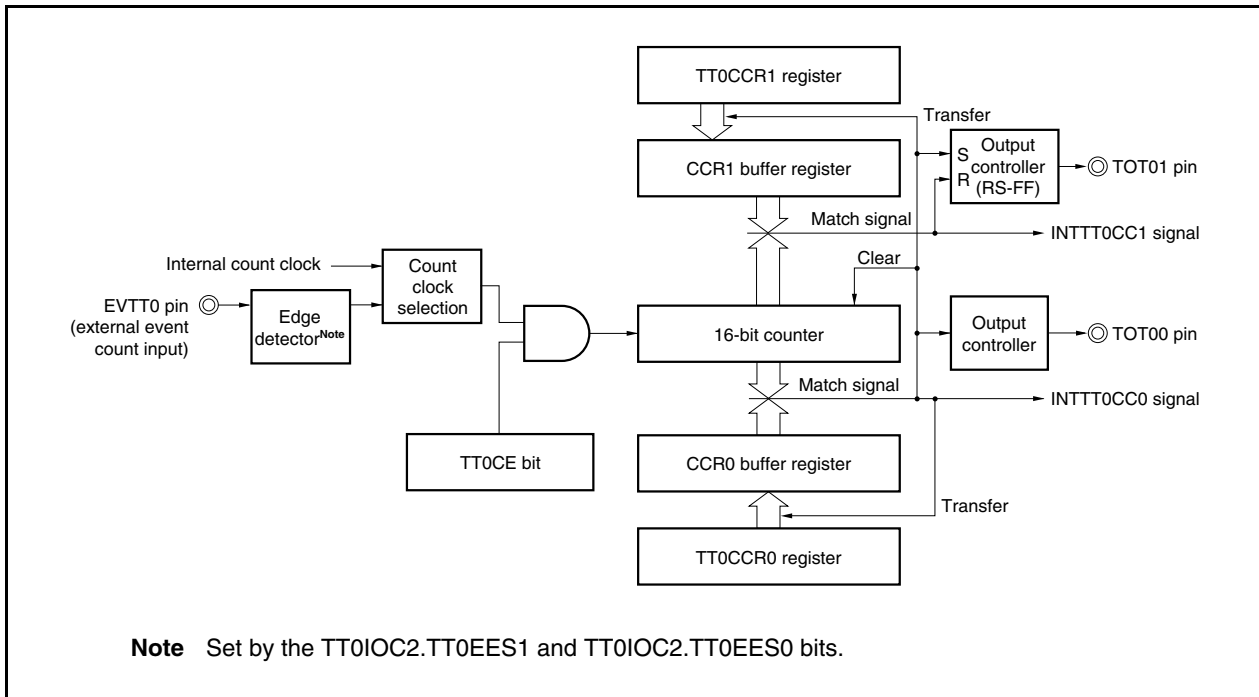 TT0CCR1 register
Transfer
CCR1 buffer register
S
R
Output
controller
(RS-FF)
TOT01 pin
Match signal
INTTT0CC1 signal
Internal count clock
Count
clock
selection
Clear
EVTT0 pin
(external event
count input)
Edge
detectorNote
16-bit counter
Output
controller
TOT00 pin
Match signal
INTTT0CC0 signal
TT0CE bit
CCR0 buffer register
Transfer
TT0CCR0 register
Note Set by the TT0IOC2.TT0EES1 and TT0IOC2.TT0EES0 bits.